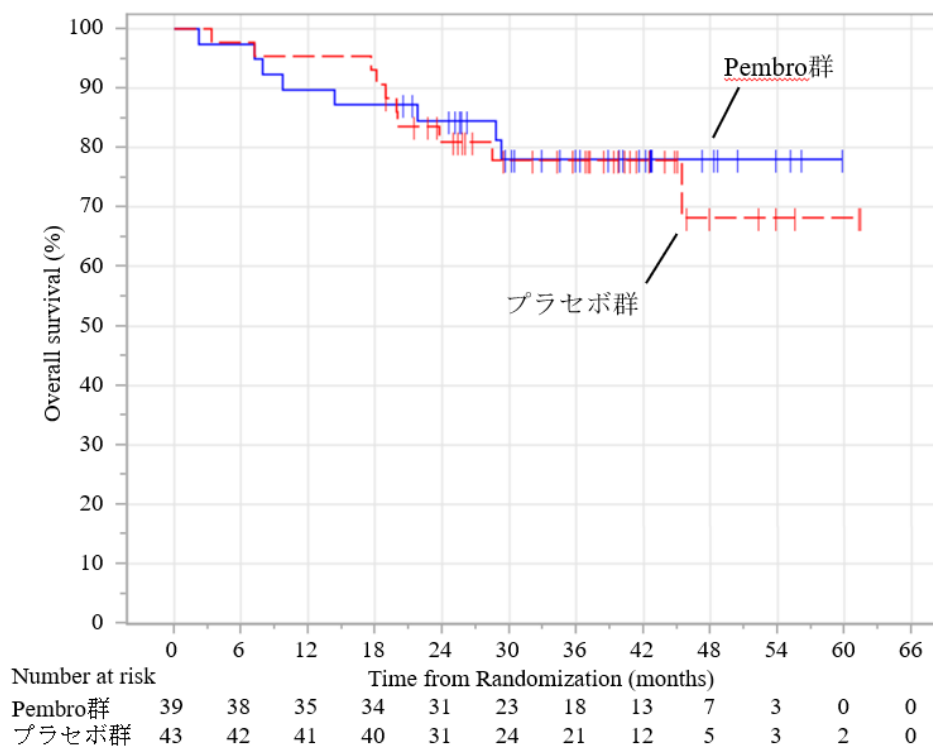 100
90
80
70
60
50
40
30
20
10
0
Overall survival (%)
Pembro群
プラセボ群
0 6 12 18 24 30 36 42 48 54 60 66
Time from Randomization (months)
Number at risk
Pembro群 39 38 35 34 31 23 18 13 7 3 0 0
プラセボ群 43 42 41 40 31 24 21 12 5 3 2 0